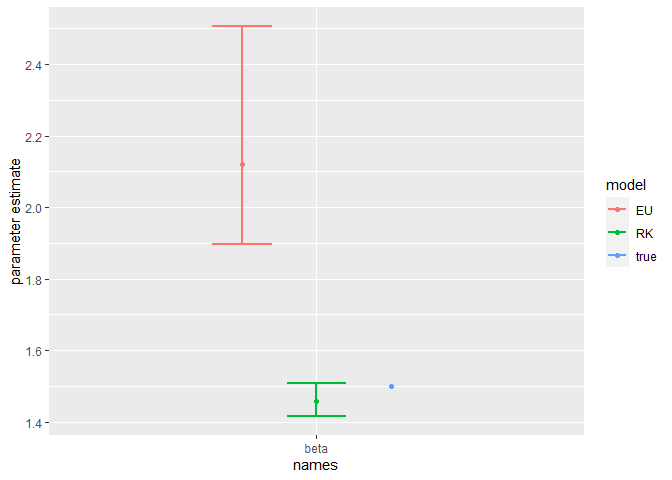 2.4
2.2
2.0
1.8
1.6
1.4
parameter estimate
beta
names
model
EU
RK
true